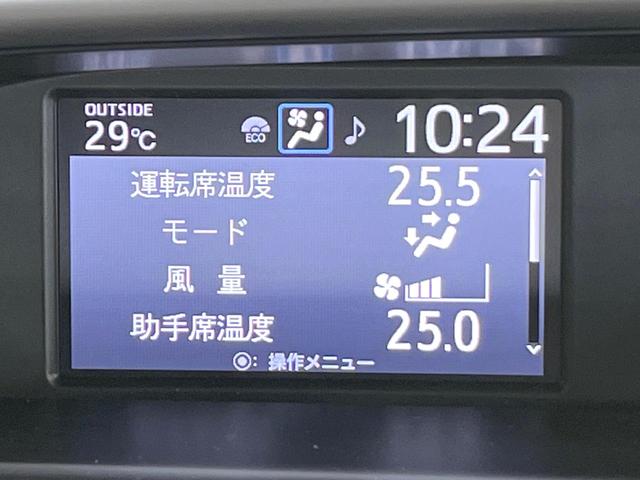 OUTSIDE
29℃ ECO 10:24
運転席温度 25.5
モード
風量
助手席温度 25.0
◉: 操作メニュー